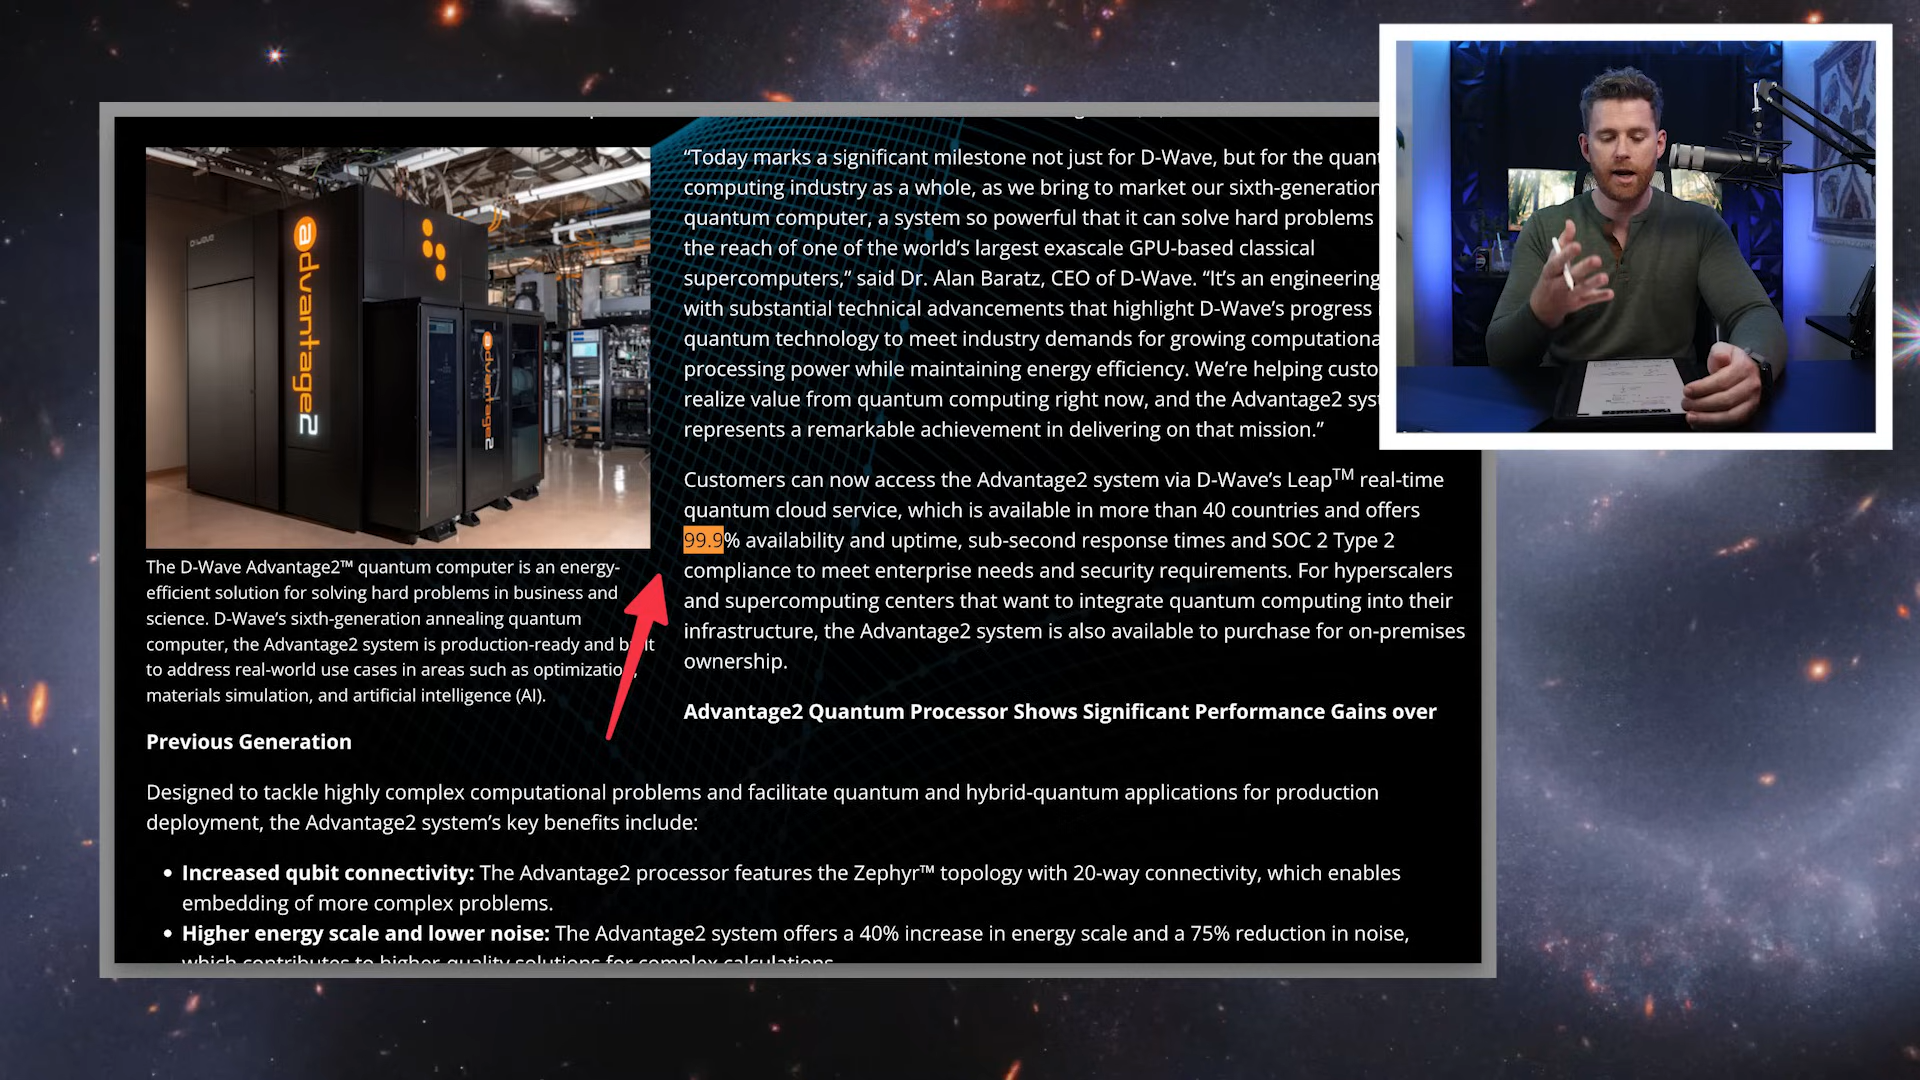 D-WAVE
advantage2
advantage2
“Today marks a significant milestone not just for D-Wave, but for the quant
computing industry as a whole, as we bring to market our sixth-generation
quantum computer, a system so powerful that it can solve hard problems
the reach of one of the world’s largest exascale GPU-based classical
supercomputers,” said Dr. Alan Baratz, CEO of D-Wave. “It’s an engineering
with substantial technical advancements that highlight D-Wave’s progress
quantum technology to meet industry demands for growing computationa
processing power while maintaining energy efficiency. We’re helping custo
realize value from quantum computing right now, and the Advantage2 syst
represents a remarkable achievement in delivering on that mission.”
Customers can now access the Advantage2 system via D-Wave’s Leap™ real-time
quantum cloud service, which is available in more than 40 countries and offers
99.9% availability and uptime, sub-second response times and SOC 2 Type 2
compliance to meet enterprise needs and security requirements. For hyperscalers
and supercomputing centers that want to integrate quantum computing into their
infrastructure, the Advantage2 system is also available to purchase for on-premises
ownership.
The D-Wave Advantage2™ quantum computer is an energy-
efficient solution for solving hard problems in business and
science. D-Wave’s sixth-generation annealing quantum
computer, the Advantage2 system is production-ready and built
to address real-world use cases in areas such as optimization,
materials simulation, and artificial intelligence (AI).
Advantage2 Quantum Processor Shows Significant Performance Gains over
Previous Generation
Designed to tackle highly complex computational problems and facilitate quantum and hybrid-quantum applications for production
deployment, the Advantage2 system’s key benefits include:
• Increased qubit connectivity: The Advantage2 processor features the Zephyr™ topology with 20-way connectivity, which enables
embedding of more complex problems.
• Higher energy scale and lower noise: The Advantage2 system offers a 40% increase in energy scale and a 75% reduction in noise,
which contributes to higher-quality solutions for complex calculations.